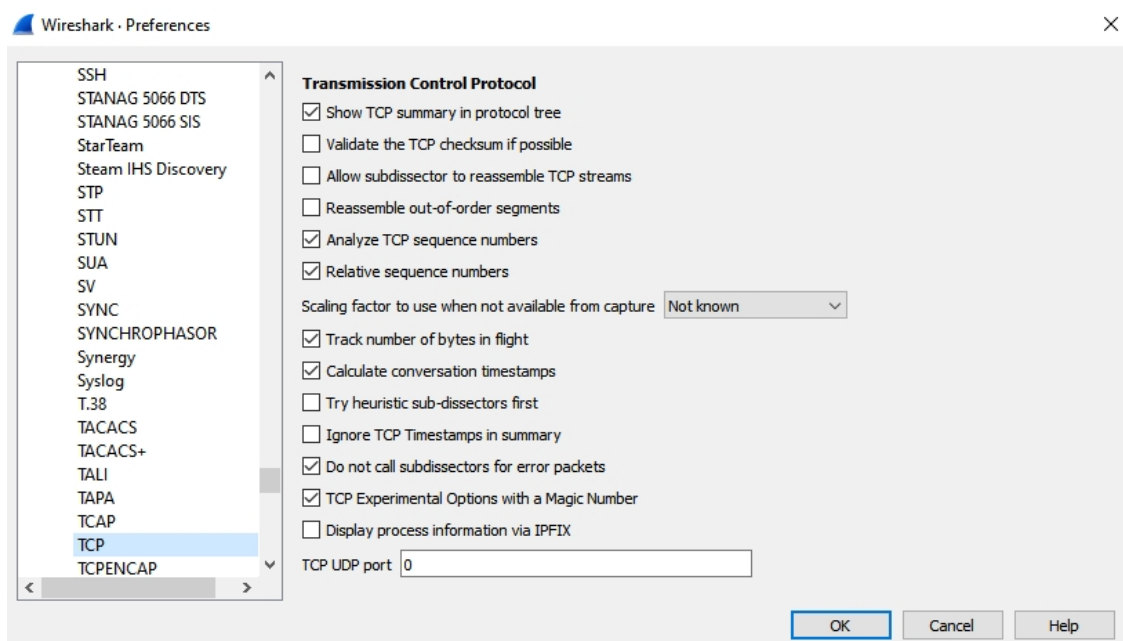 Wireshark · Preferences
SSH
STANAG 5066 DTS
STANAG 5066 SIS
StarTeam
Steam IHS Discovery
STP
STT
STUN
SUA
SV
SYNC
SYNCHROPHASOR
Synergy
Syslog
T.38
TACACS
TACACS+
TALI
TAPA
TCAP
TCP
TCPENCAP
Transmission Control Protocol
Show TCP summary in protocol tree
Validate the TCP checksum if possible
Allow subdissector to reassemble TCP streams
Reassemble out-of-order segments
Analyze TCP sequence numbers
Relative sequence numbers
Scaling factor to use when not available from capture Not known
Track number of bytes in flight
Calculate conversation timestamps
Try heuristic sub-dissectors first
Ignore TCP Timestamps in summary
Do not call subdissectors for error packets
TCP Experimental Options with a Magic Number
Display process information via IPFIX
TCP UDP port 0
OK Cancel Help